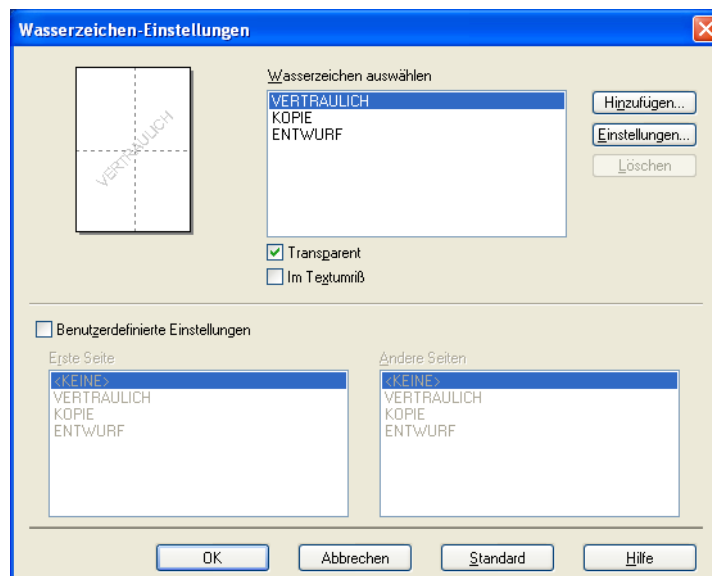 Wasserzeichen-Einstellungen
Wasserzeichen auswählen
VERTRAULICH
VERTRAULICH
KOPIE
ENTWURF
Hinzufügen...
Einstellungen...
Löschen
Transparent
Im Textumriß
Benutzerdefinierte Einstellungen
Erste Seite
<KEINE>
VERTRAULICH
KOPIE
ENTWURF
Andere Seiten
<KEINE>
VERTRAULICH
KOPIE
ENTWURF
OK
Abbrechen
Standard
Hilfe